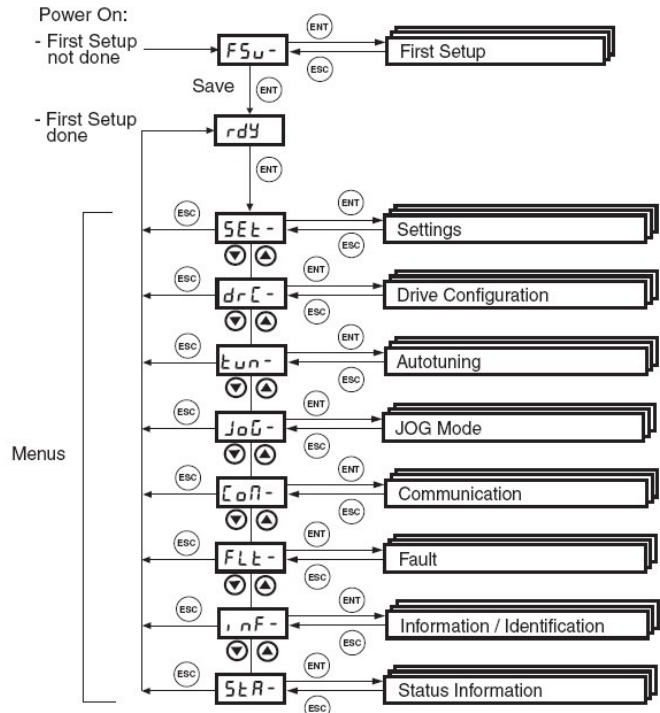 Power On:
- First Setup not done
FSu-
ENT
ESC
First Setup
Save
ENT
- First Setup done
rdy
ENT
Menus
ESC
SEt-
ENT
ESC
Settings
ESC
drC-
ENT
ESC
Drive Configuration
ESC
tun-
ENT
ESC
Autotuning
ESC
JoG-
ENT
ESC
JOG Mode
ESC
CoM-
ENT
ESC
Communication
ESC
FLt-
ENT
ESC
Fault
ESC
inF-
ENT
ESC
Information / Identification
ESC
StA-
ENT
ESC
Status Information